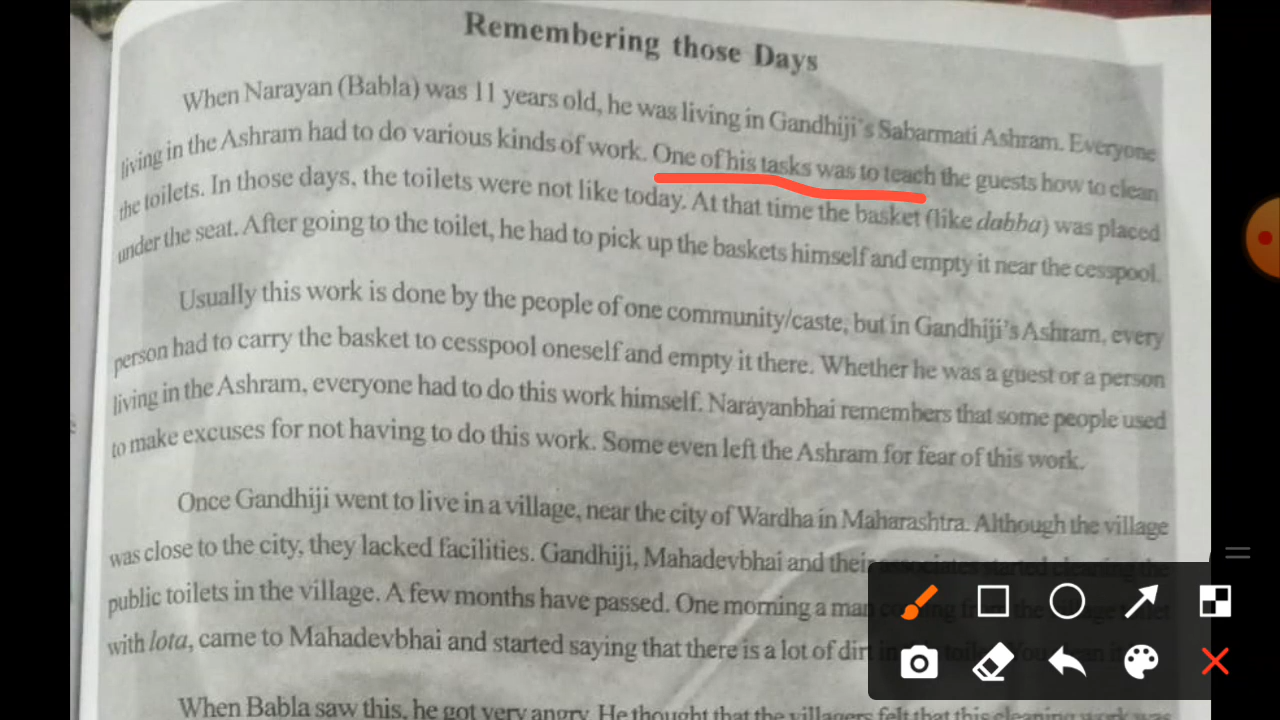 Remembering those Days
When Narayan (Babla) was 11 years old, he was living in Gandhiji's Sabarmati Ashram. Everyone
living in the Ashram had to do various kinds of work. One of his tasks was to teach the guests how to clean
the toilets. In those days, the toilets were not like today. At that time the basket (like dabba) was placed
under the seat. After going to the toilet, he had to pick up the baskets himself and empty it near the cesspool.
Usually this work is done by the people of one community/caste, but in Gandhiji's Ashram, every
person had to carry the basket to cesspool oneself and empty it there. Whether he was a guest or a person
living in the Ashram, everyone had to do this work himself. Narayanbhai remembers that some people used
to make excuses for not having to do this work. Some even left the Ashram for fear of this work.
Once Gandhiji went to live in a village, near the city of Wardha in Maharashtra. Although the village
was close to the city, they lacked facilities. Gandhiji, Mahadevbhai and their associates started cleaning the
public toilets in the village. A few months have passed. One morning a man coming from the village toilet
with lota, came to Mahadevbhai and started saying that there is a lot of dirt in
When Babla saw this, he got very angry. He thought that the villagers felt that this cleaning work was